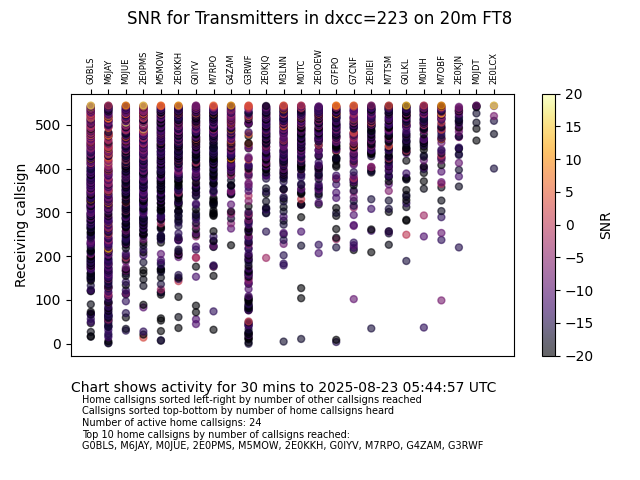 SNR for Transmitters in dxcc=223 on 20m FT8
G0BLS M6JAY M0JUE 2E0PMS M5MOW 2E0KKH G0IYV M7RPO G4ZAM G3RWF 2E0KJQ M3LNN M0ITC 2E0OEW G7FPO G7CNF 2E0IEI M7TSM G0LKL M0HIH M7OBF 2E0KJN M0JDT 2E0LCX
500
400
300
200
100
0
Receiving callsign
20
15
10
5
0
−5
−10
−15
−20
SNR
Chart shows activity for 30 mins to 2025-08-23 05:44:57 UTC
Home callsigns sorted left-right by number of other callsigns reached
Callsigns sorted top-bottom by number of home callsigns heard
Number of active home callsigns: 24
Top 10 home callsigns by number of callsigns reached:
G0BLS, M6JAY, M0JUE, 2E0PMS, M5MOW, 2E0KKH, G0IYV, M7RPO, G4ZAM, G3RWF